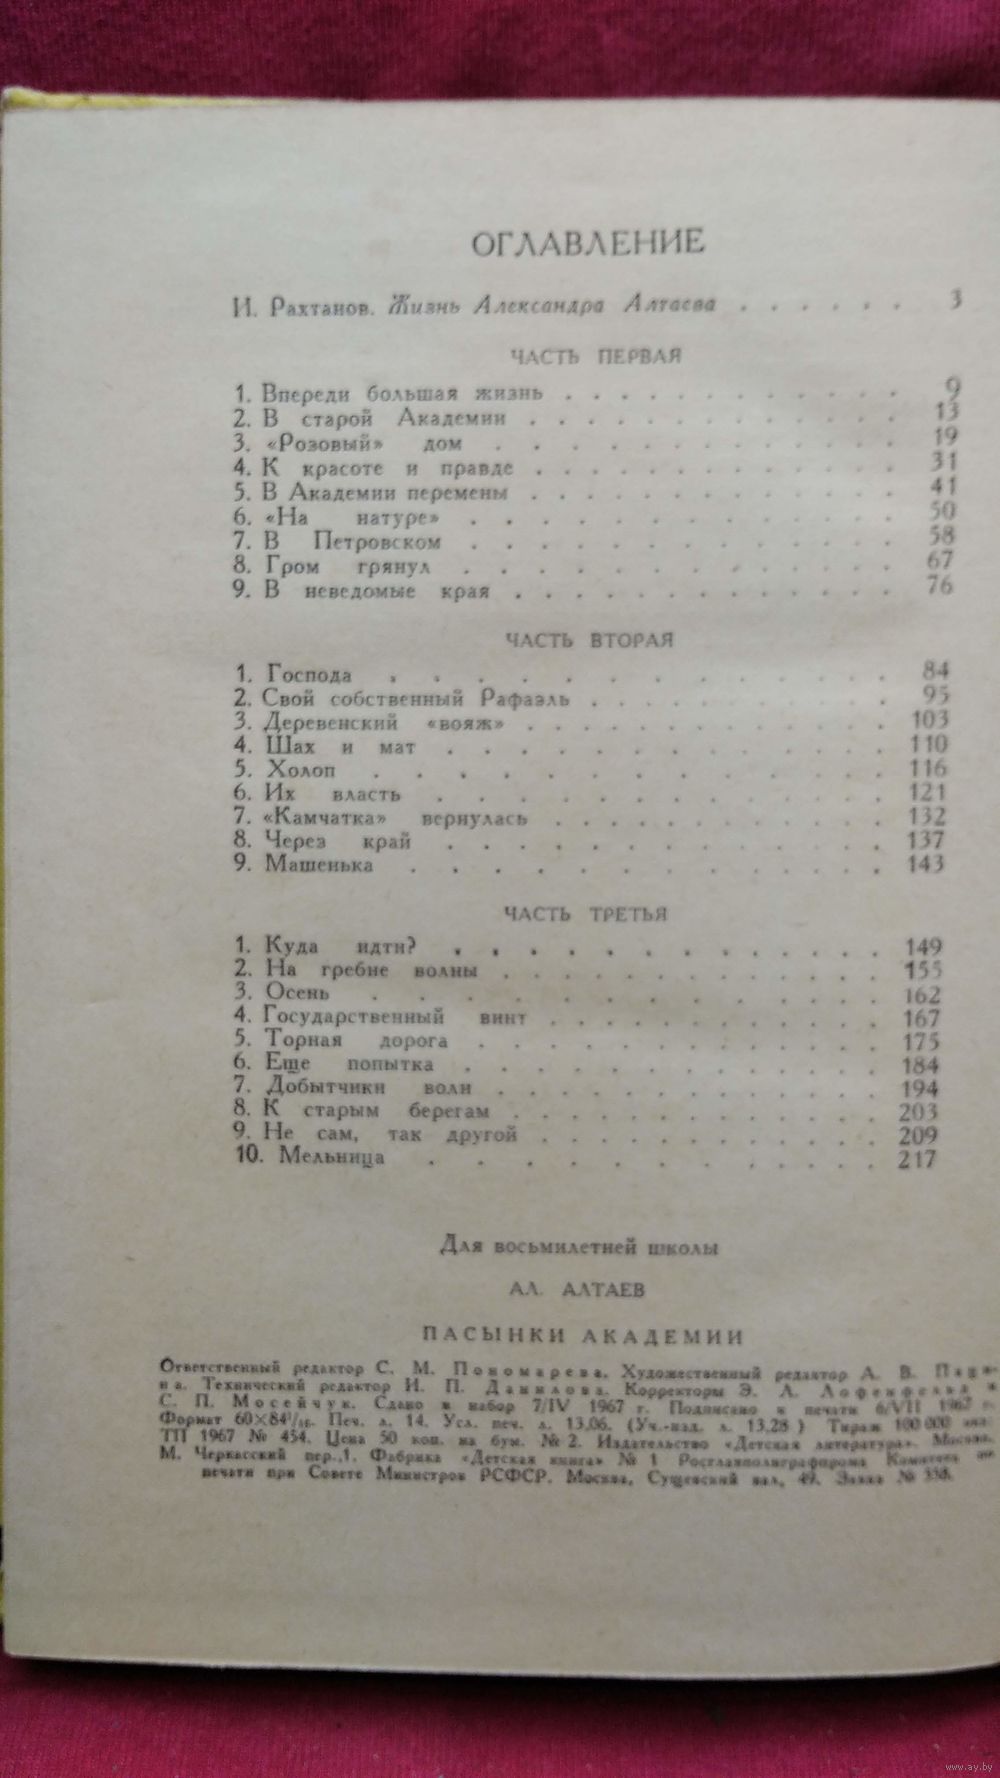 ОГЛАВЛЕНИЕ
И. Рахтанов. Жизнь Александра Алтаева . . . . . . 3
ЧАСТЬ ПЕРВАЯ
1. Впереди большая жизнь . . . . . . . . . . . . 9
2. В старой Академии . . . . . . . . . . . . . 13
3. «Розовый» дом . . . . . . . . . . . . 19
4. К красоте и правде . . . . . . . . . . . . . 31
5. В Академии перемены . . . . . . . . . . . . . 41
6. «На натуре» . . . . . . . . . . . . 50
7. В Петровском . . . . . . . . . . . . 58
8. Гром грянул . . . . . . . . . . . . 67
9. В неведомые края . . . . . . . . . . . . . 76
ЧАСТЬ ВТОРАЯ
1. Господа . . . . . . . . . . . . 84
2. Свой собственный Рафаэль . . . . . . . . . . . 95
3. Деревенский «вояж» . . . . . . . . . . . . . 103
4. Шах и мат . . . . . . . . . . . . 110
5. Холоп . . . . . . . . . . . . 116
6. Их власть . . . . . . . . . . . . 121
7. «Камчатка» вернулась . . . . . . . . . . . . 132
8. Через край . . . . . . . . . . . . 137
9. Машенька . . . . . . . . . . . . 143
ЧАСТЬ ТРЕТЬЯ
1. Куда идти? . . . . . . . . . . . . 149
2. На гребне волны . . . . . . . . . . . . . 155
3. Осень . . . . . . . . . . . . 162
4. Государственный винт . . . . . . . . . . . . 167
5. Торная дорога . . . . . . . . . . . . 175
6. Еще попытка . . . . . . . . . . . . 184
7. Добытчики воли . . . . . . . . . . . . 194
8. К старым берегам . . . . . . . . . . . . . 203
9. Не сам, так другой . . . . . . . . . . . . 209
10. Мельница . . . . . . . . . . 217
Для восьмилетней школы
АЛ. АЛТАЕВ
ПАСЫНКИ АКАДЕМИИ
Ответственный редактор С. М. Пономарева. Художественный редактор А. В.
на. Технический редактор И. П. Данилова. Корректоры Э. Л. Лофенфельд и
С. П. Мосейчук. Сдано в набор 7/IV 1967 г. Подписано к печати 6/VII 1967 г.
Формат 60×84¹/₁₆. Печ. л. 14. Усл. печ. л. 13,06. (Уч.-изд. л. 13,28) Тираж 100 000 экз.
ТП 1967 № 454. Цена 50 коп. на бум. № 2. Издательство «Детская литература». Москва,
М. Черкасский пер., 1. Фабрика «Детская книга» № 1 Росглавполиграфпрома Комитета по
печати при Совете Министров РСФСР. Москва, Сущевский вал, 49. Заказ
www.ay.by